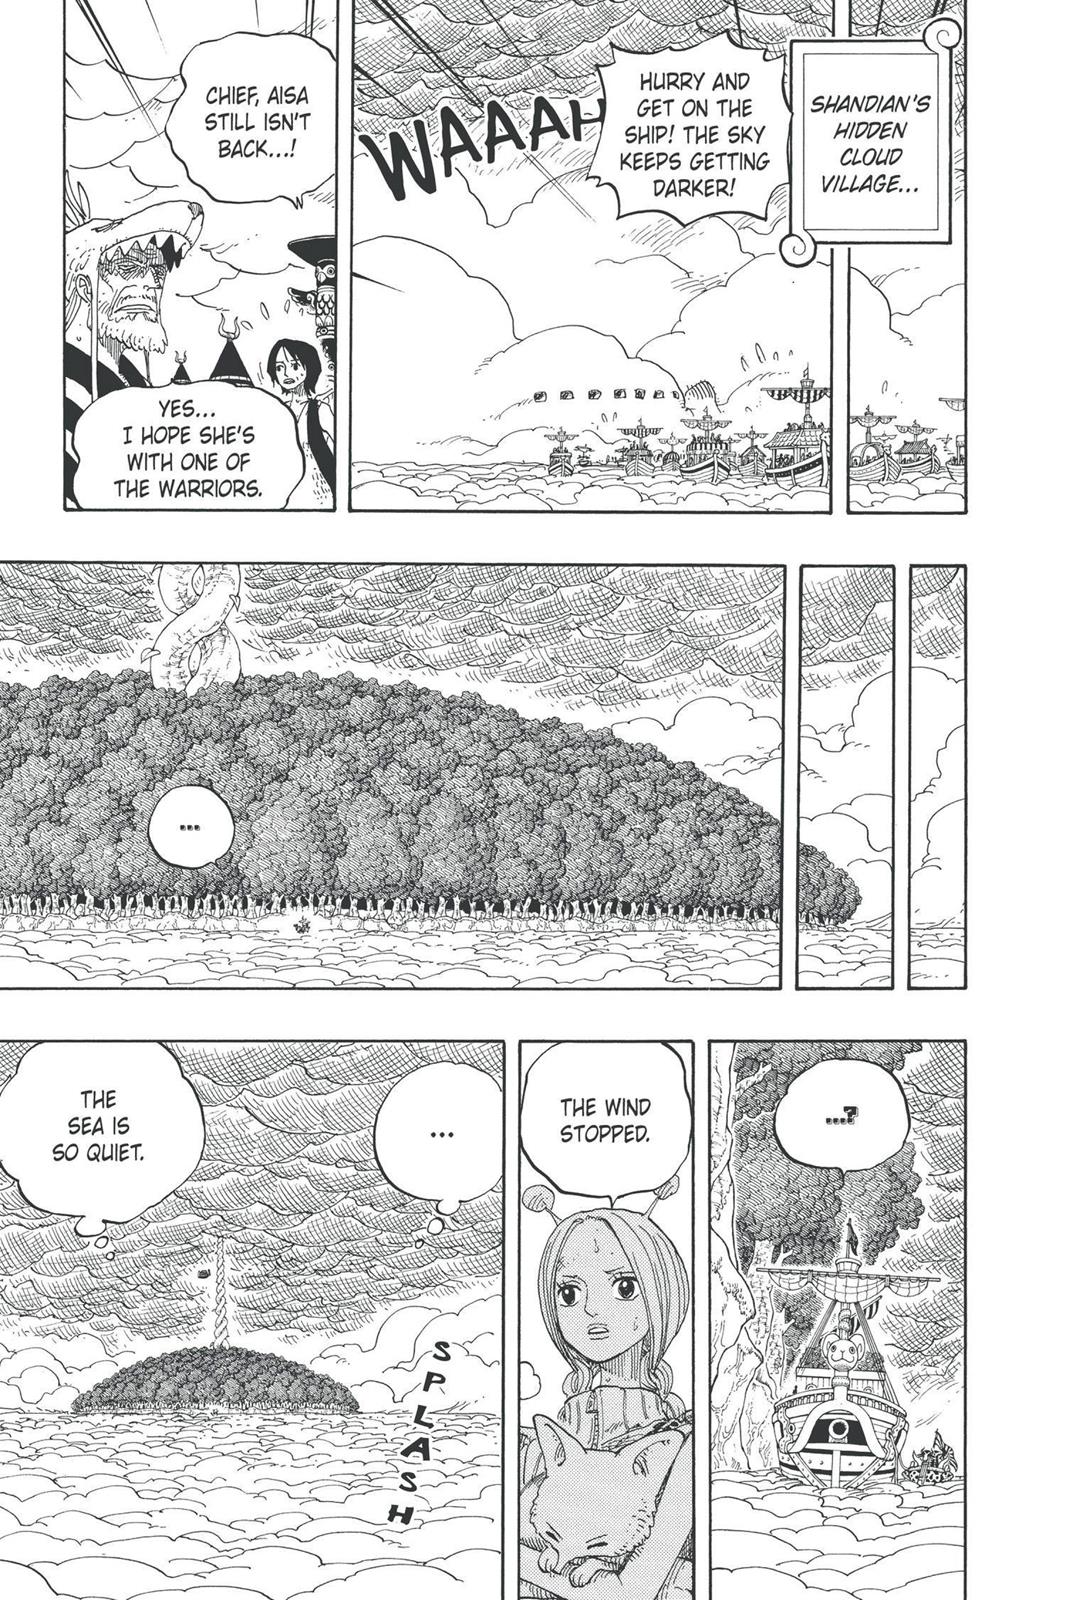 SHANDIAN'S
HIDDEN
CLOUD
VILLAGE...
HURRY AND
GET ON THE
SHIP! THE SKY
KEEPS GETTING
DARKER!
WAAAH
CHIEF, AISA
STILL ISN'T
BACK...!
YES...
I HOPE SHE'S
WITH ONE OF
THE WARRIORS.
...
....?
THE WIND
STOPPED.
...
THE
SEA IS
SO QUIET.
SPLASH